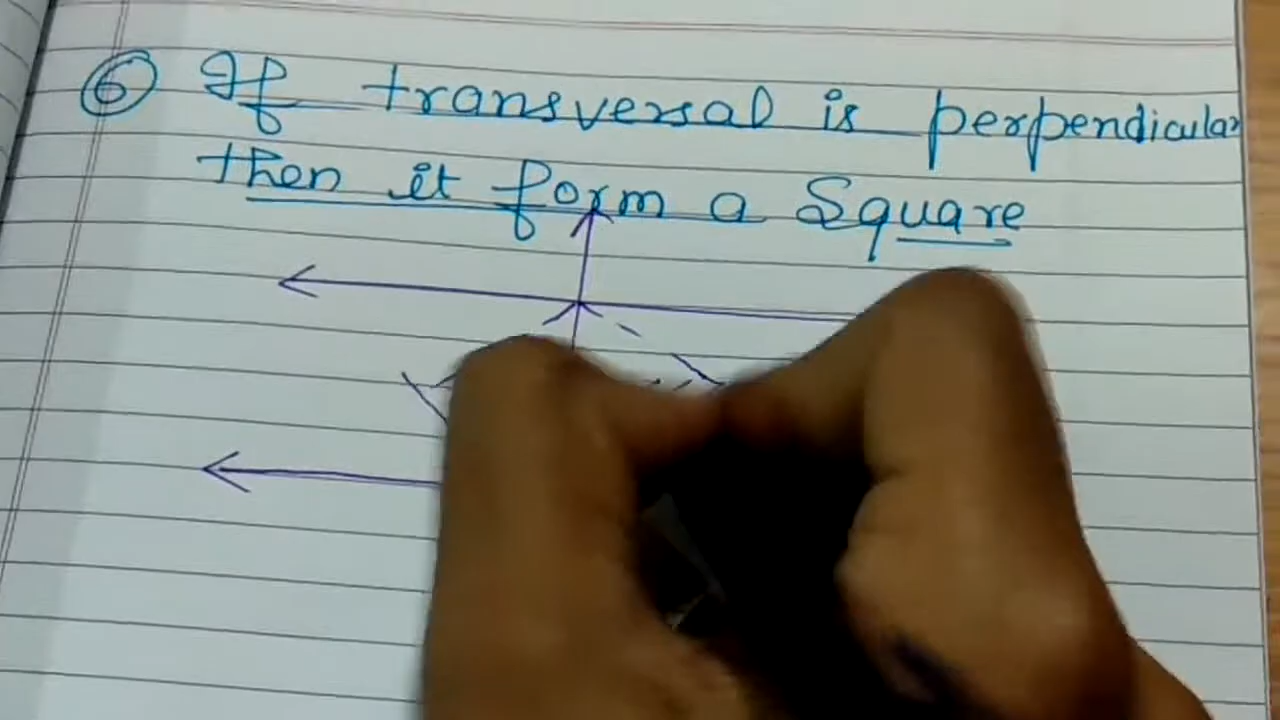 6 If transversal is perpendicular
then it form a Square